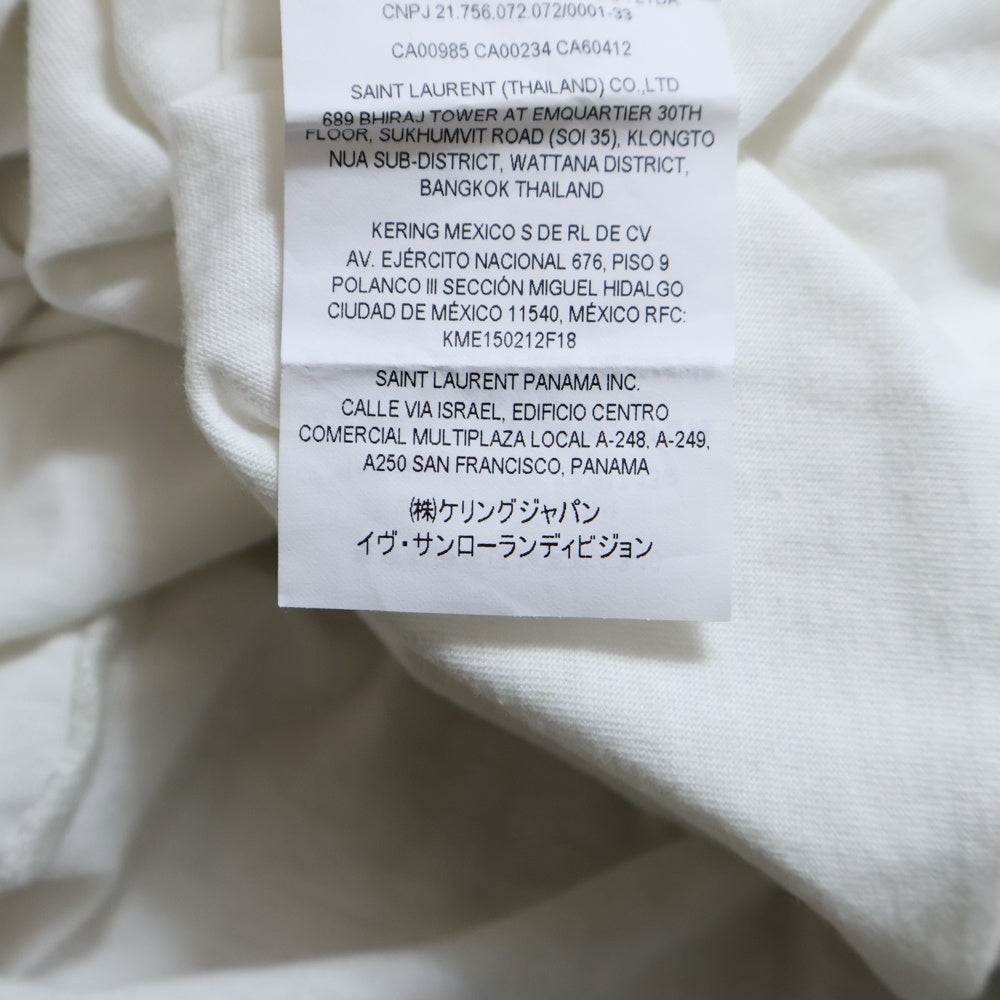 CNPJ 21.756.072.072/0001-33
CA00985 CA00234 CA60412
SAINT LAURENT (THAILAND) CO.,LTD
689 BHIRAJ TOWER AT EMQUARTIER 30TH
FLOOR, SUKHUMVIT ROAD (SOI 35), KLONGTO
NUA SUB-DISTRICT, WATTANA DISTRICT,
BANGKOK THAILAND
KERING MEXICO S DE RL DE CV
AV. EJÉRCITO NACIONAL 676, PISO 9
POLANCO III SECCIÓN MIGUEL HIDALGO
CIUDAD DE MÉXICO 11540, MÉXICO RFC:
KME150212F18
SAINT LAURENT PANAMA INC.
CALLE VIA ISRAEL, EDIFICIO CENTRO
COMERCIAL MULTIPLAZA LOCAL A-248, A-249,
A250 SAN FRANCISCO, PANAMA
㈱ケリングジャパン
イヴ・サンローランディビジョン